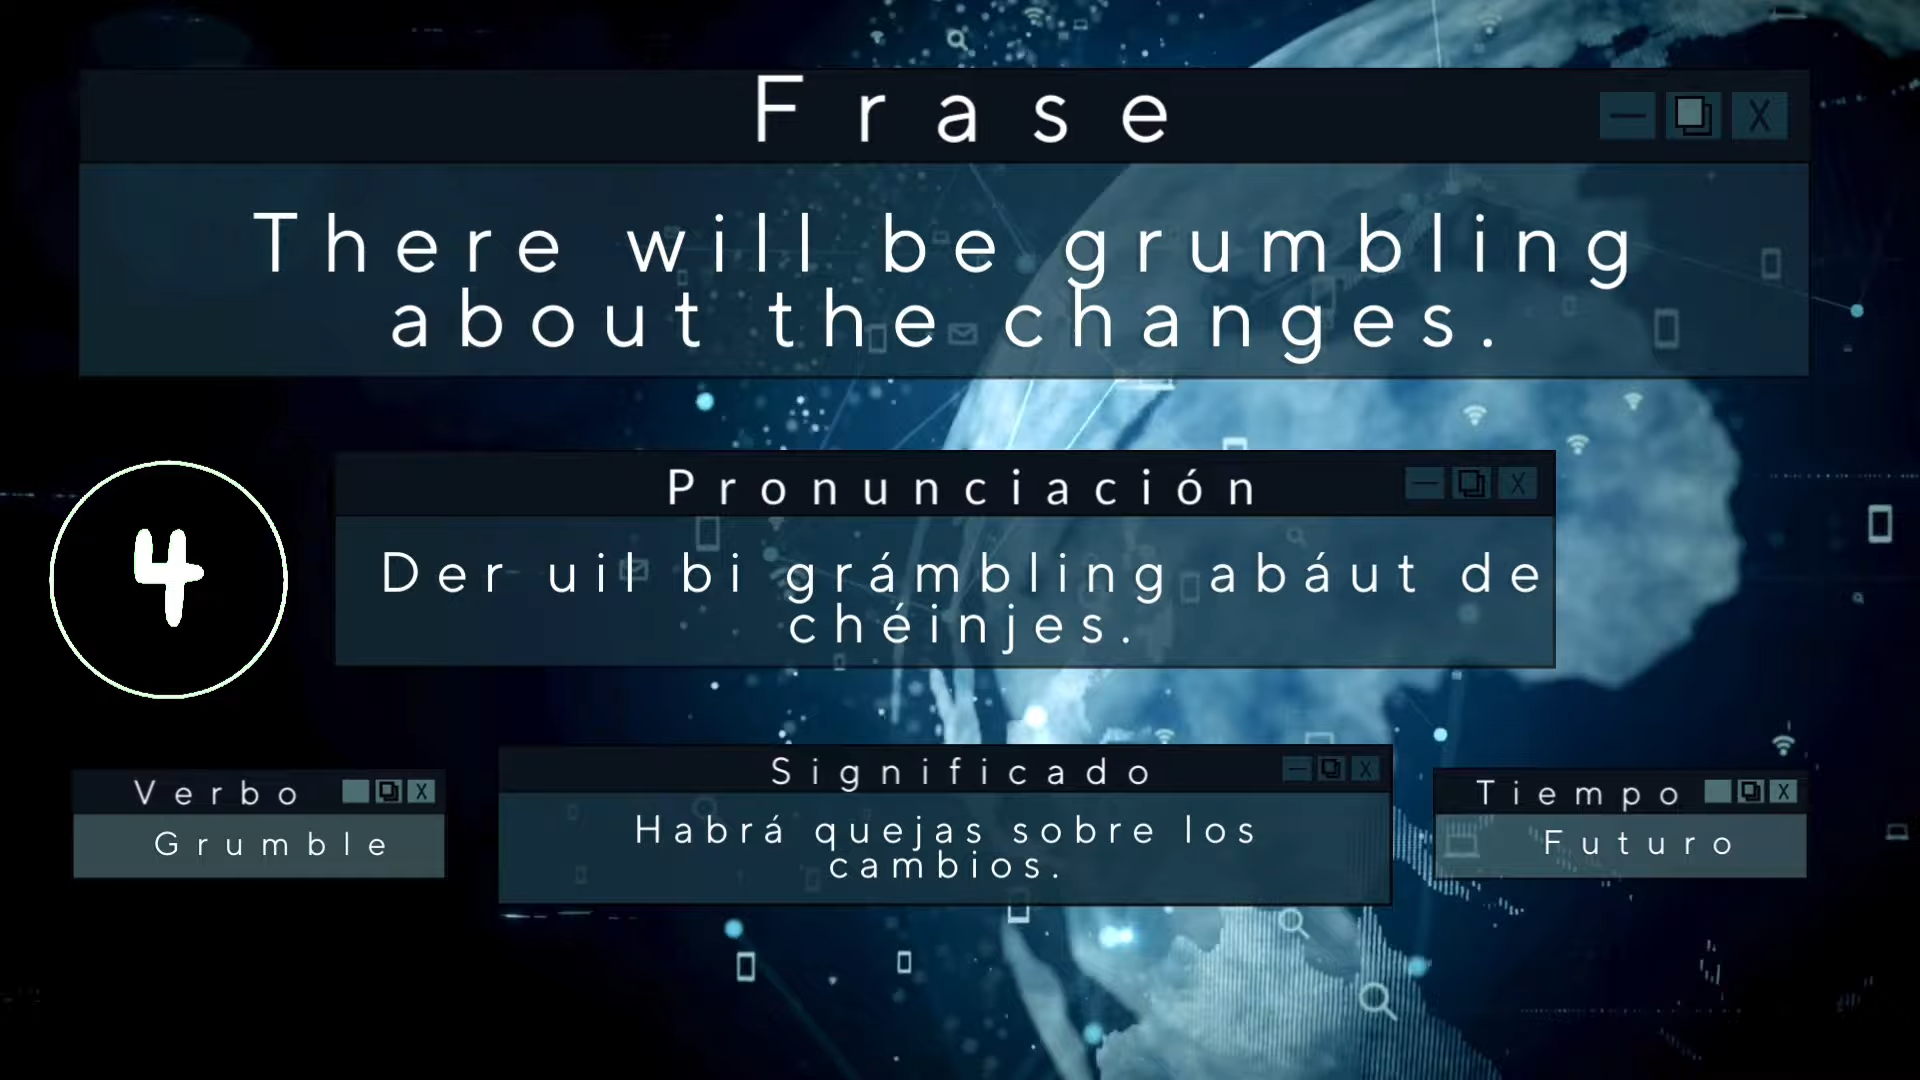 Frase
There will be grumbling
about the changes.
Pronunciación
Der uil bi grámbling abáut de
chéinjes.
4
Verbo
Grumble
Significado
Habrá quejas sobre los
cambios.
Tiempo
Futuro